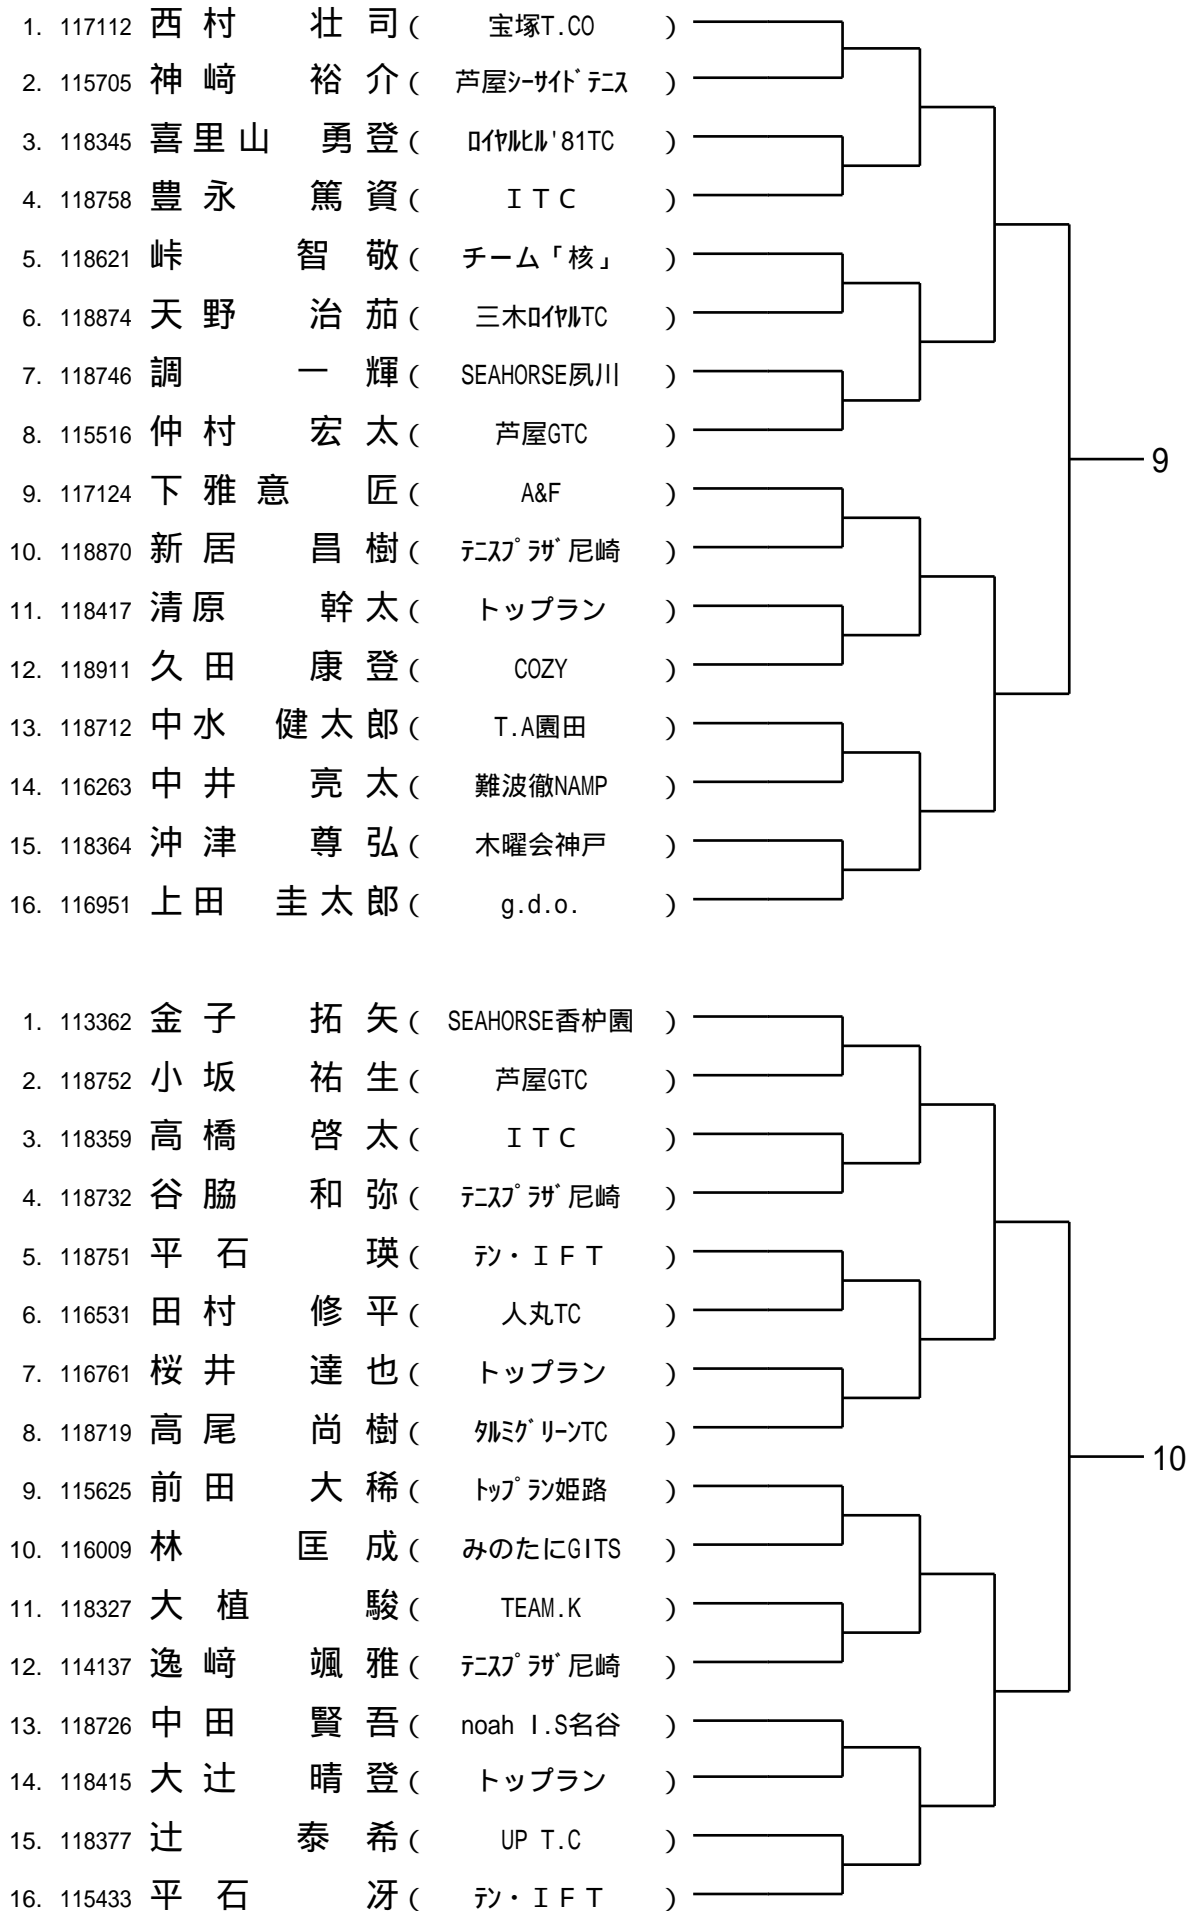 1. 117112 西村 壮司 ( 宝塚T.CO )
2. 115705 神﨑 裕介 ( 芦屋ｼｰｻｲﾄﾞﾃﾆｽ )
3. 118345 喜里山 勇登 ( ﾛｲﾔﾙﾋﾙ'81TC )
4. 118758 豊永 篤資 ( ＩＴＣ )
5. 118621 峠 智敬 ( チーム「核」 )
6. 118874 天野 治茄 ( 三木ﾛｲﾔﾙTC )
7. 118746 調 一輝 ( SEAHORSE夙川 )
8. 115516 仲村 宏太 ( 芦屋GTC )
9. 117124 下雅意 匠 ( A&F )
9
10. 118870 新居 昌樹 ( ﾃﾆｽﾌﾟﾗｻﾞ尼崎 )
11. 118417 清原 幹太 ( トップラン )
12. 118911 久田 康登 ( COZY )
13. 118712 中水 健太郎 ( T.A園田 )
14. 116263 中井 亮太 ( 難波徹NAMP )
15. 118364 沖津 尊弘 ( 木曜会神戸 )
16. 116951 上田 圭太郎 ( g.d.o. )
1. 113362 金子 拓矢 ( SEAHORSE香枦園 )
2. 118752 小坂 祐生 ( 芦屋GTC )
3. 118359 高橋 啓太 ( ＩＴＣ )
4. 118732 谷脇 和弥 ( ﾃﾆｽﾌﾟﾗｻﾞ尼崎 )
5. 118751 平石 瑛 ( ﾃﾝ・ＩＦＴ )
6. 116531 田村 修平 ( 人丸TC )
7. 116761 桜井 達也 ( トップラン )
8. 118719 高尾 尚樹 ( ﾀﾙﾐｸﾞﾘｰﾝTC )
10
9. 115625 前田 大稀 ( ﾄｯﾌﾟﾗﾝ姫路 )
10. 116009 林 匡成 ( みのたにGITS )
11. 118327 大植 駿 ( TEAM.K )
12. 114137 逸﨑 颯雅 ( ﾃﾆｽﾌﾟﾗｻﾞ尼崎 )
13. 118726 中田 賢吾 ( noah I.S名谷 )
14. 118415 大辻 晴登 ( トップラン )
15. 118377 辻 泰希 ( UP T.C )
16. 115433 平石 冴 ( ﾃﾝ・ＩＦＴ )